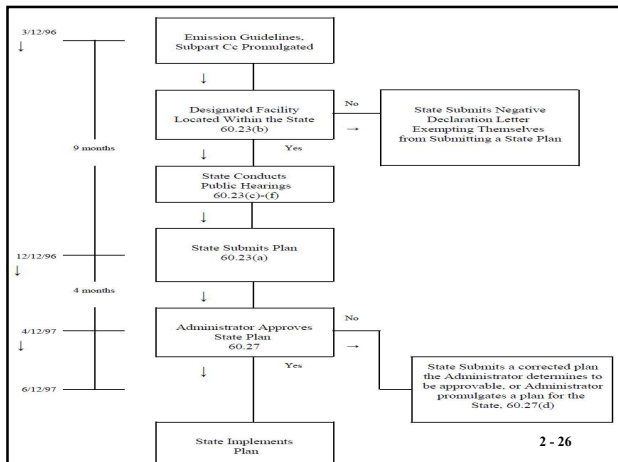 3/12/96
↓
Emission Guidelines,
Subpart Cc Promulgated
↓
Designated Facility
Located Within the State
60.23(b)
No
→
State Submits Negative
Declaration Letter
Exempting Themselves
from Submitting a State Plan
9 months
↓
Yes
State Conducts
Public Hearings
60.23(c)-(f)
↓
12/12/96
↓
State Submits Plan
60.23(a)
4 months
↓
4/12/97
↓
Administrator Approves
State Plan
60.27
No
→
6/12/97
↓
Yes
State Submits a corrected plan
the Administrator determines to
be approvable, or Administrator
promulgates a plan for the
State, 60.27(d)
State Implements
Plan
2 - 26